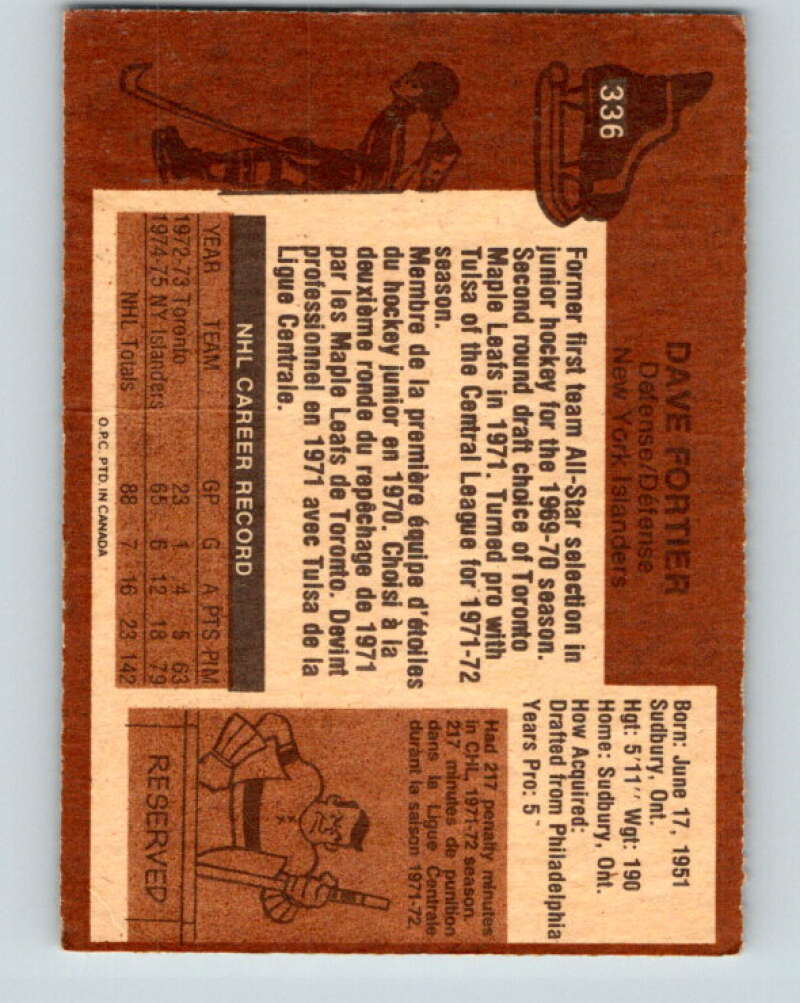 336
DAVE FORTIER
Defense/Défense
New York Islanders
Born: June 17, 1951
Sudbury, Ont.
Hgt: 5'11" Wgt: 190
Home: Sudbury, Ont.
How Acquired:
Drafted from Philadelphia
Years Pro: 5
Former first team All-Star selection in
junior hockey for the 1969-70 season.
Second round draft choice of Toronto
Maple Leafs in 1971. Turned pro with
Tulsa of the Central League for 1971-72
season.
Membre de la première équipe d'étoiles
du hockey junior en 1970. Choisi à la
deuxième ronde du repêchage de 1971
par les Maple Leafs de Toronto. Devint
professionnel en 1971 avec Tulsa de la
Ligue Centrale.
NHL CAREER RECORD
YEAR TEAM GP G A PTS PIM
1972-73 Toronto 23 1 4 5 63
1974-75 NY Islanders 65 6 12 18 79
NHL Totals 88 7 16 23 142
Had 217 penalty minutes
in CHL, 1971-72 season.
217 minutes de punition
dans la Ligue Centrale
durant la saison 1971-72.
RESERVED
O.P.C. PTD. IN CANADA